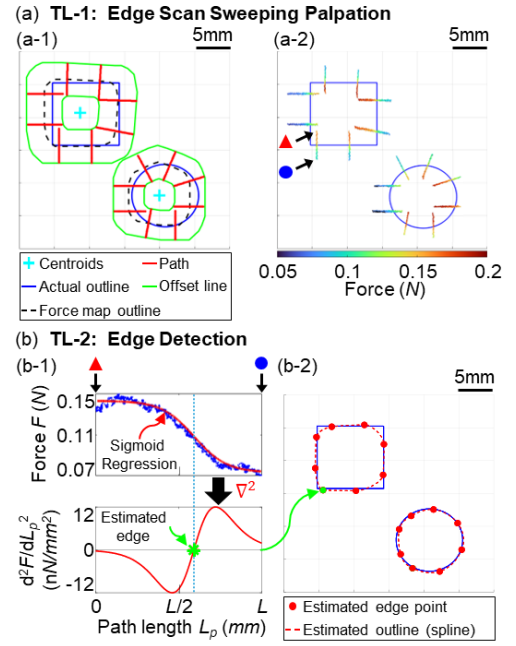 (a) TL-1: Edge Scan Sweeping Palpation
(a-1) 5mm (a-2) 5mm
Centroids Path
Actual outline Offset line
Force map outline
0.05 0.1 0.15 0.2
Force (N)
(b) TL-2: Edge Detection
(b-1) (b-2) 5mm
Force F (N)
0.15
0.11
0.07
Sigmoid
Regression
∇²
d²F/dLp²
(nN/mm²)
12
0
-12
Estimated
edge
0 L/2 L
Path length Lp (mm)
Estimated edge point
Estimated outline (spline)